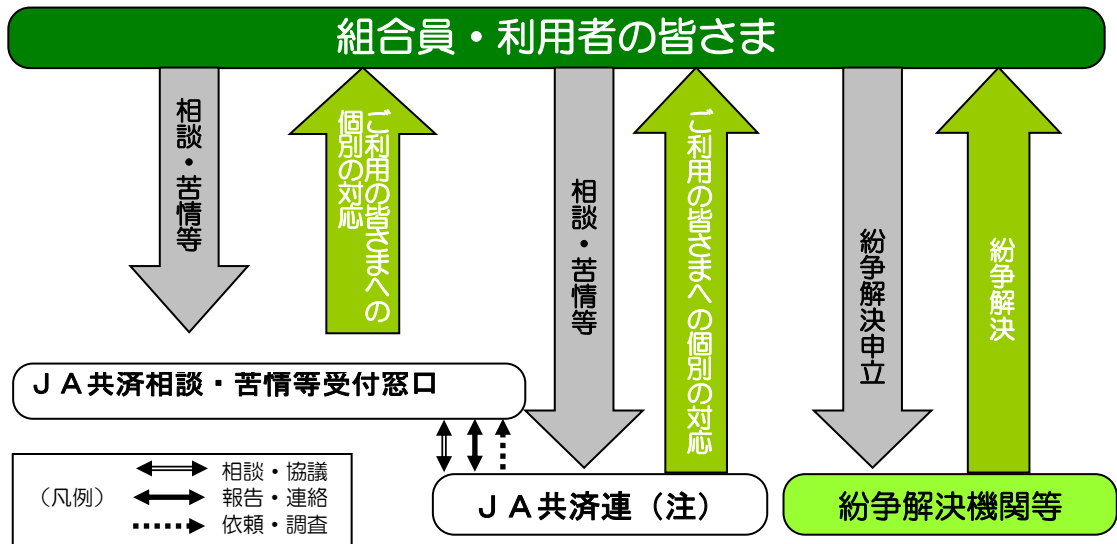 組合員・利用者の皆さま
相談・苦情等
ご利用の皆さまへの
個別の対応
相談・苦情等
ご利用の皆さまへの個別の対応
紛争解決申立
紛争解決
ＪＡ共済相談・苦情等受付窓口
ＪＡ共済連（注）
紛争解決機関等
（凡例）
相談・協議
報告・連絡
依頼・調査